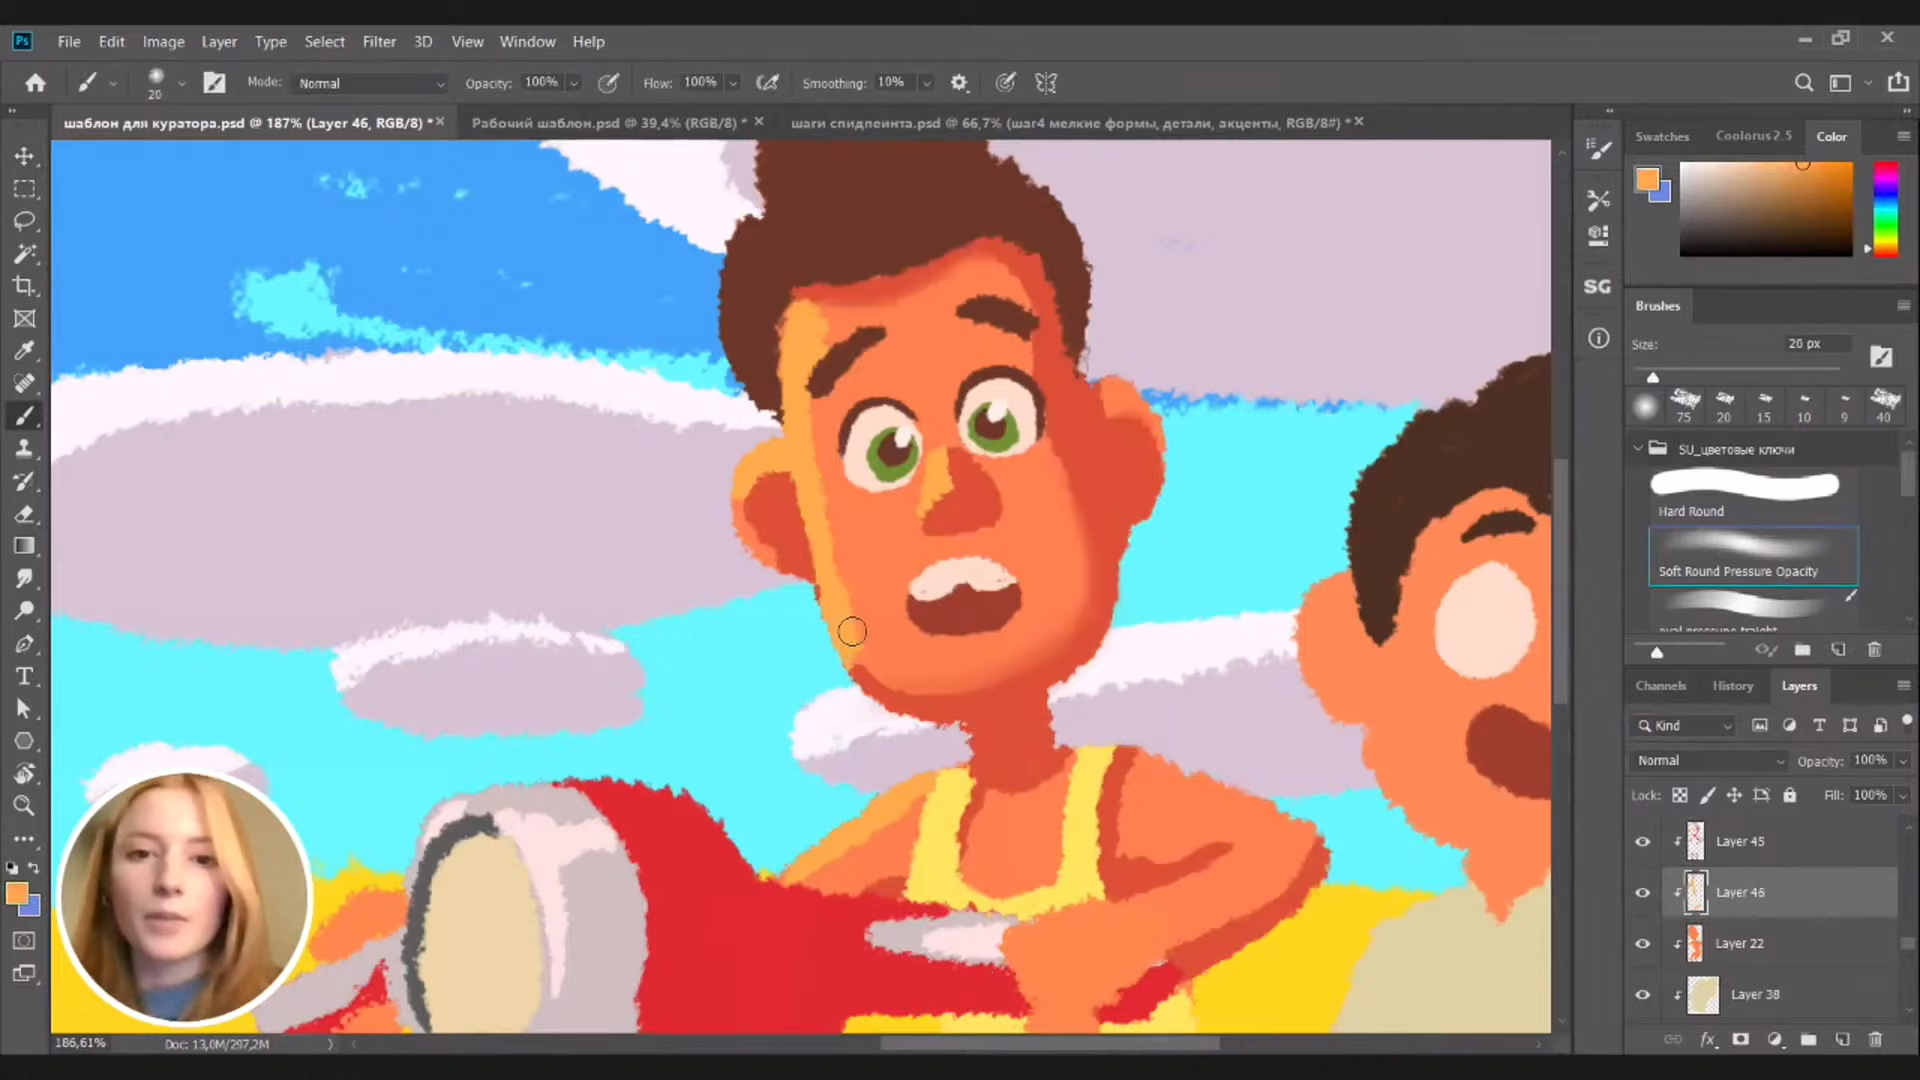 Ps File Edit Image Layer Type Select Filter 3D View Window Help
20 Mode: Normal Opacity: 100% Flow: 100% Smoothing: 10%
шаблон для куратора.psd @ 187% (Layer 46, RGB/8) * Рабочий шаблон.psd @ 39,4% (RGB/8) * шаги спидпеинта.psd @ 66,7% (шаг4 мелкие формы, детали, акценты, RGB/8#) *
Swatches Coolorus 2.5 Color
SG
Brushes
Size: 20 px
75 20 15 10 9 40
SU_цветовые ключи
Hard Round
Soft Round Pressure Opacity
Channels History Layers
Kind
Normal Opacity: 100%
Lock: Fill: 100%
Layer 45
Layer 46
Layer 22
Layer 38
fx
186,61% Doc: 13,0M/297,2M